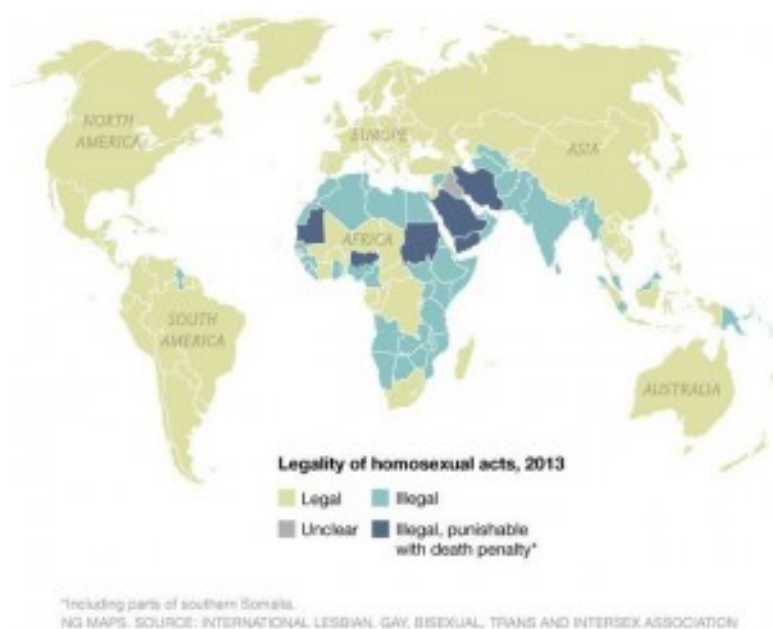 NORTH
AMERICA
EUROPE
ASIA
AFRICA
SOUTH
AMERICA
AUSTRALIA
Legality of homosexual acts, 2013
Legal
Illegal
Unclear
Illegal, punishable
with death penalty*
*Including parts of southern Somalia.
NG MAPS. SOURCE: INTERNATIONAL LESBIAN, GAY, BISEXUAL, TRANS AND INTERSEX ASSOCIATION